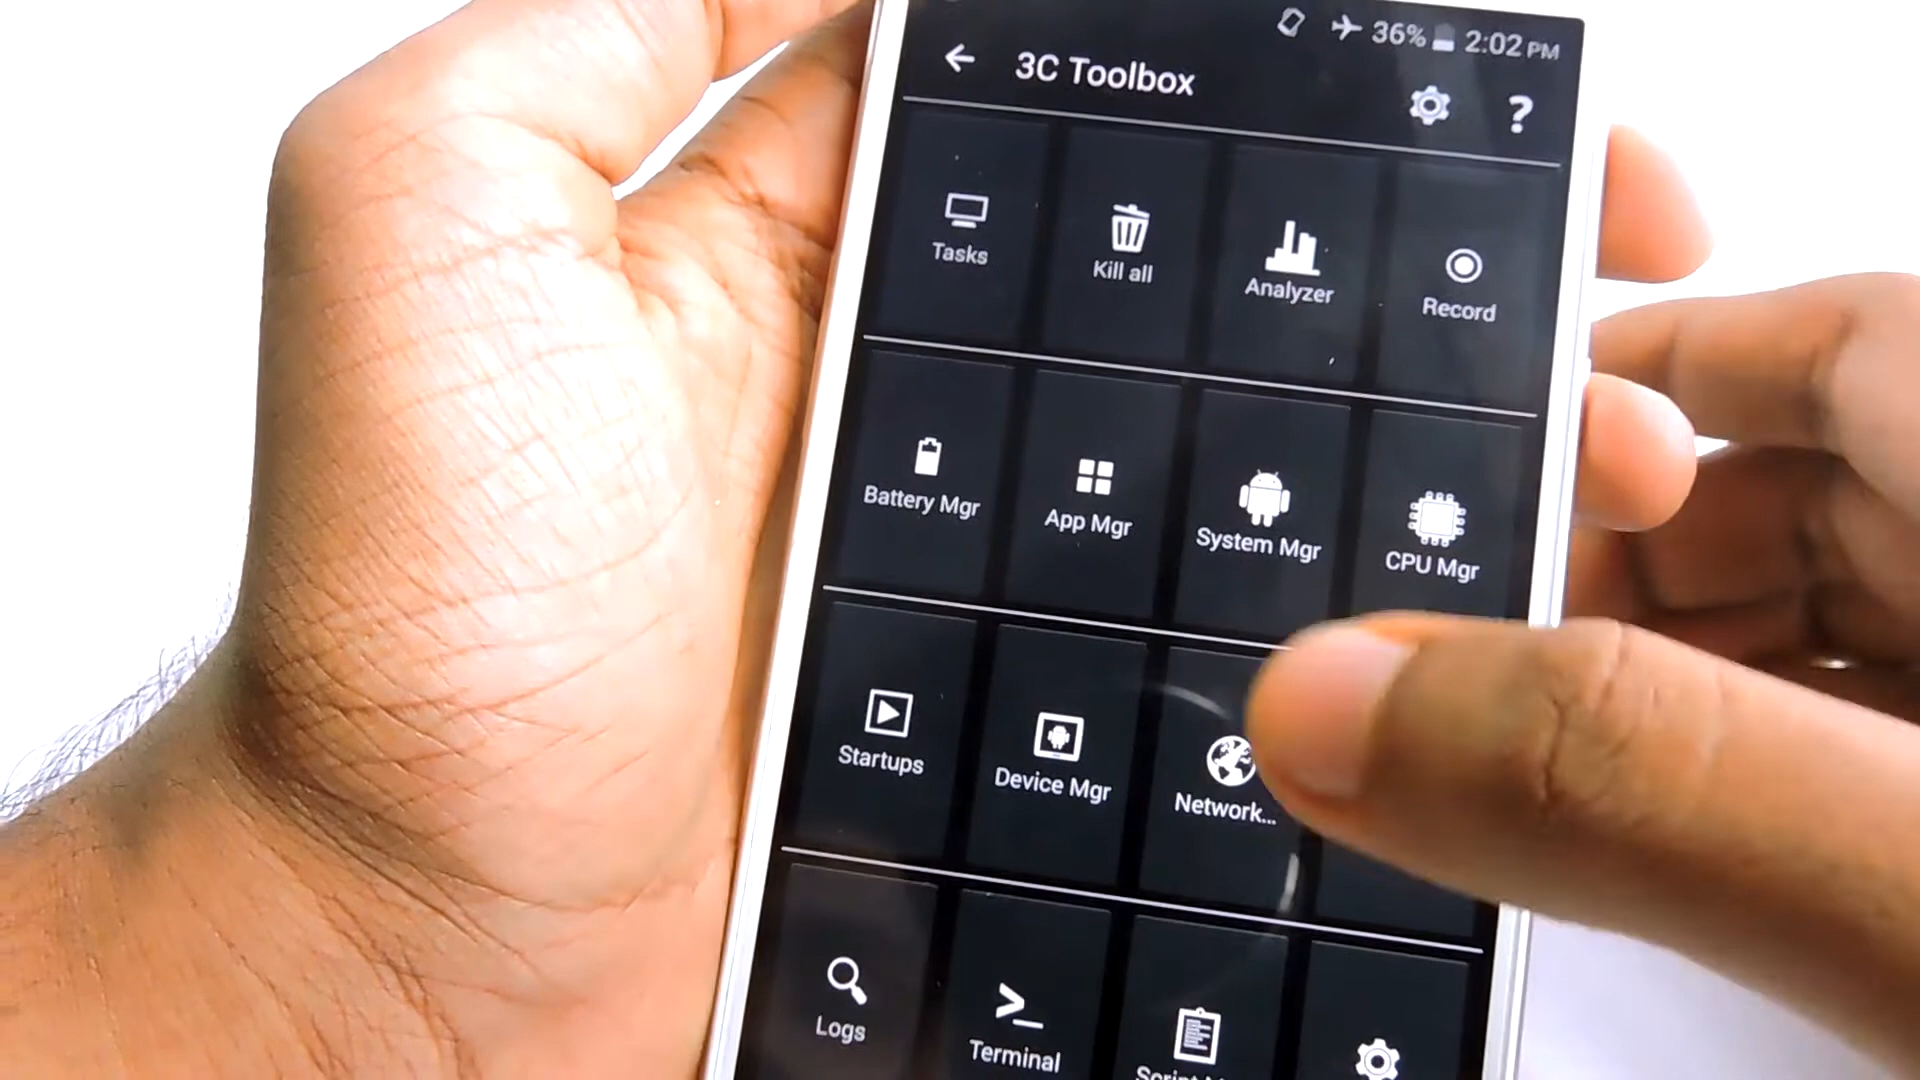 36% 2:02 PM
3C Toolbox ?
Tasks Kill all Analyzer Record
Battery Mgr App Mgr System Mgr CPU Mgr
Startups Device Mgr Network...
Logs Terminal